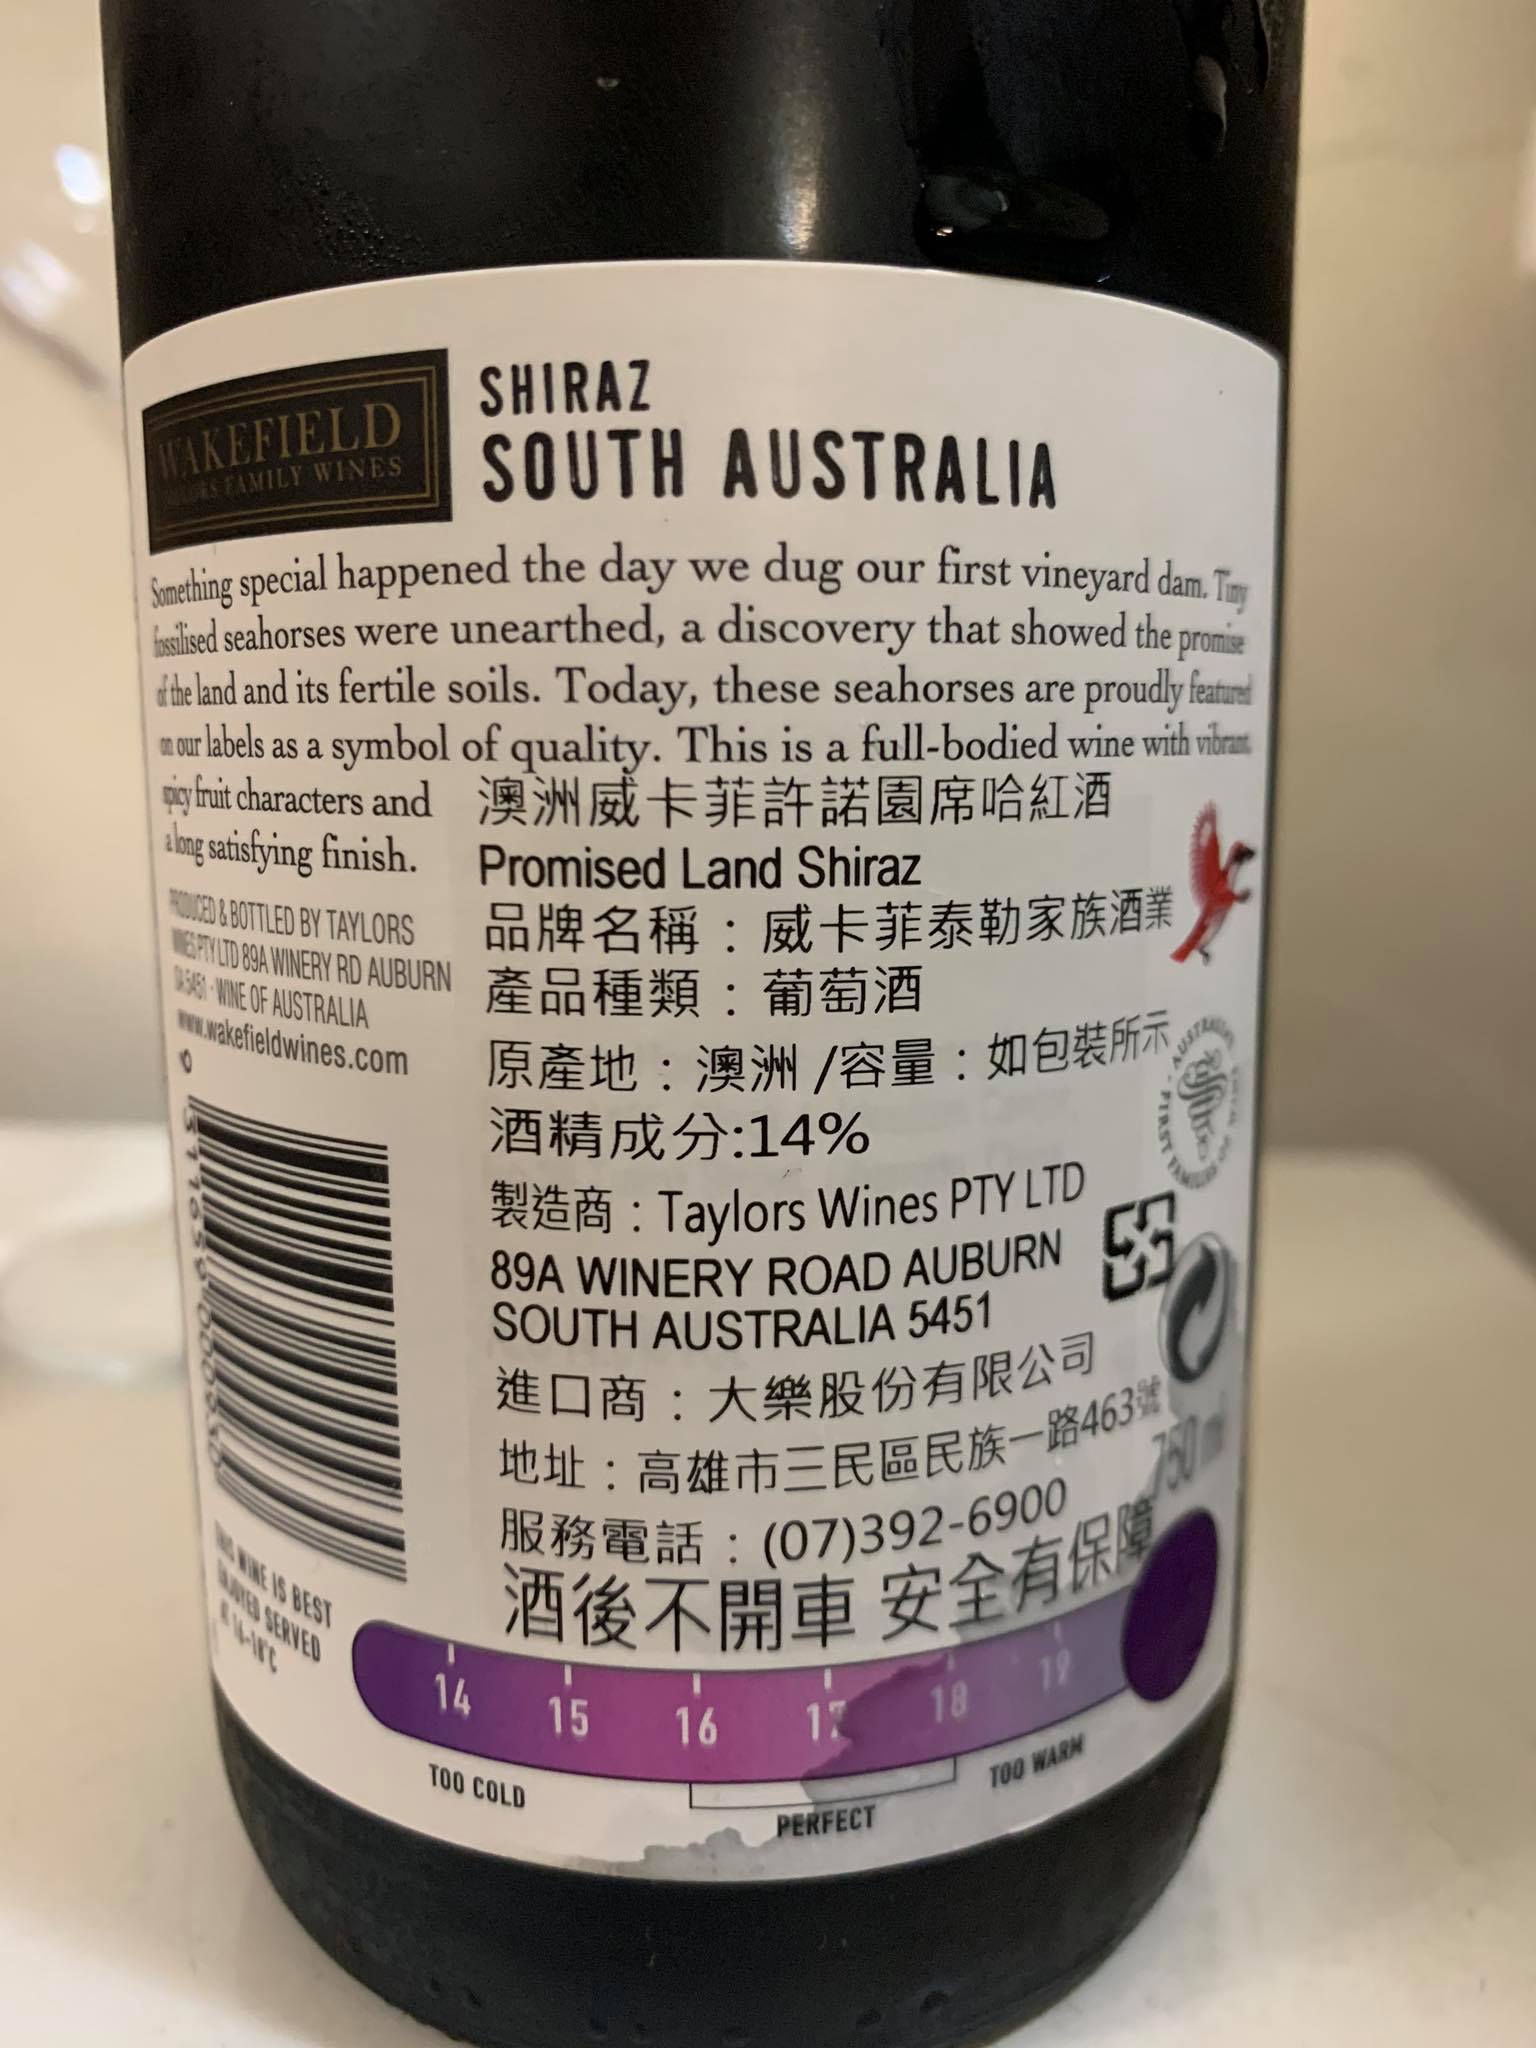 WAKEFIELD
TAYLORS FAMILY WINES
SHIRAZ
SOUTH AUSTRALIA
Something special happened the day we dug our first vineyard dam. Tiny
fossilised seahorses were unearthed, a discovery that showed the promise
of the land and its fertile soils. Today, these seahorses are proudly featured
on our labels as a symbol of quality. This is a full-bodied wine with vibrant
spicy fruit characters and
a long satisfying finish.
PRODUCED & BOTTLED BY TAYLORS
WINES PTY LTD 89A WINERY RD AUBURN
SA 5451 · WINE OF AUSTRALIA
www.wakefieldwines.com
澳洲威卡菲許諾園席哈紅酒
Promised Land Shiraz
品牌名稱：威卡菲泰勒家族酒業
產品種類：葡萄酒
原產地：澳洲 /容量：如包裝所示
酒精成分:14%
製造商：Taylors Wines PTY LTD
89A WINERY ROAD AUBURN
SOUTH AUSTRALIA 5451
進口商：大樂股份有限公司
地址：高雄市三民區民族一路463號
服務電話：(07)392-6900
酒後不開車 安全有保障
AUSTRALIA'S FIRST FAMILIES OF
750 ml
THIS WINE IS BEST
ENJOYED SERVED
AT 16-18°C
14 15 16 17 18 19
TOO COLD
PERFECT
TOO WARM